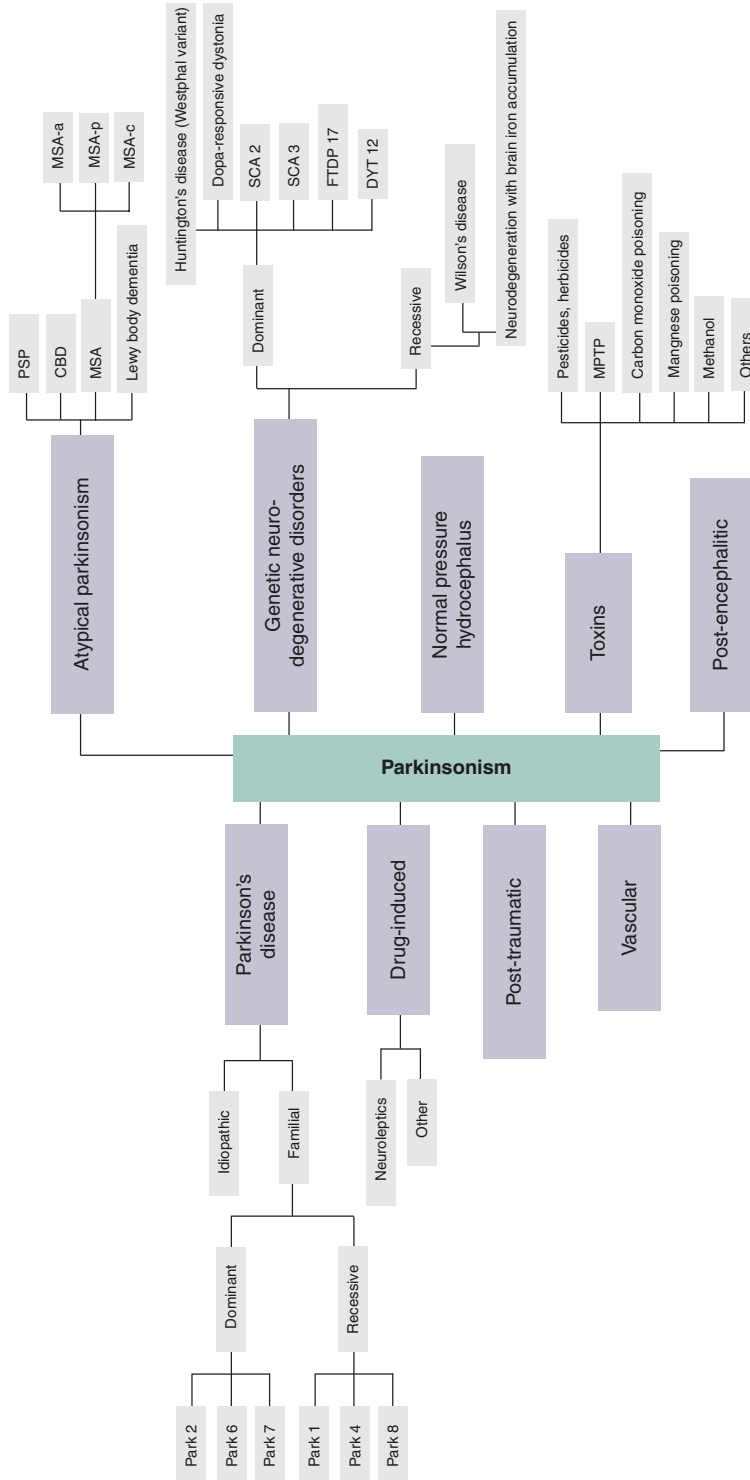 Park 2
Park 6
Park 7
Park 1
Park 4
Park 8
Dominant
Recessive
Idiopathic
Familial
Neuroleptics
Other
Parkinson's
disease
Drug-induced
Post-traumatic
Vascular
Parkinsonism
Atypical parkinsonism
Genetic neuro-
degenerative disorders
Normal pressure
hydrocephalus
Toxins
Post-encephalitic
PSP
CBD
MSA
Lewy body dementia
MSA-a
MSA-p
MSA-c
Dominant
Recessive
Huntington's disease (Westphal variant)
Dopa-responsive dystonia
SCA 2
SCA 3
FTDP 17
DYT 12
Wilson's disease
Neurodegeneration with brain iron accumulation
Pesticides, herbicides
MPTP
Carbon monoxide poisoning
Mangnese poisoning
Methanol
Others